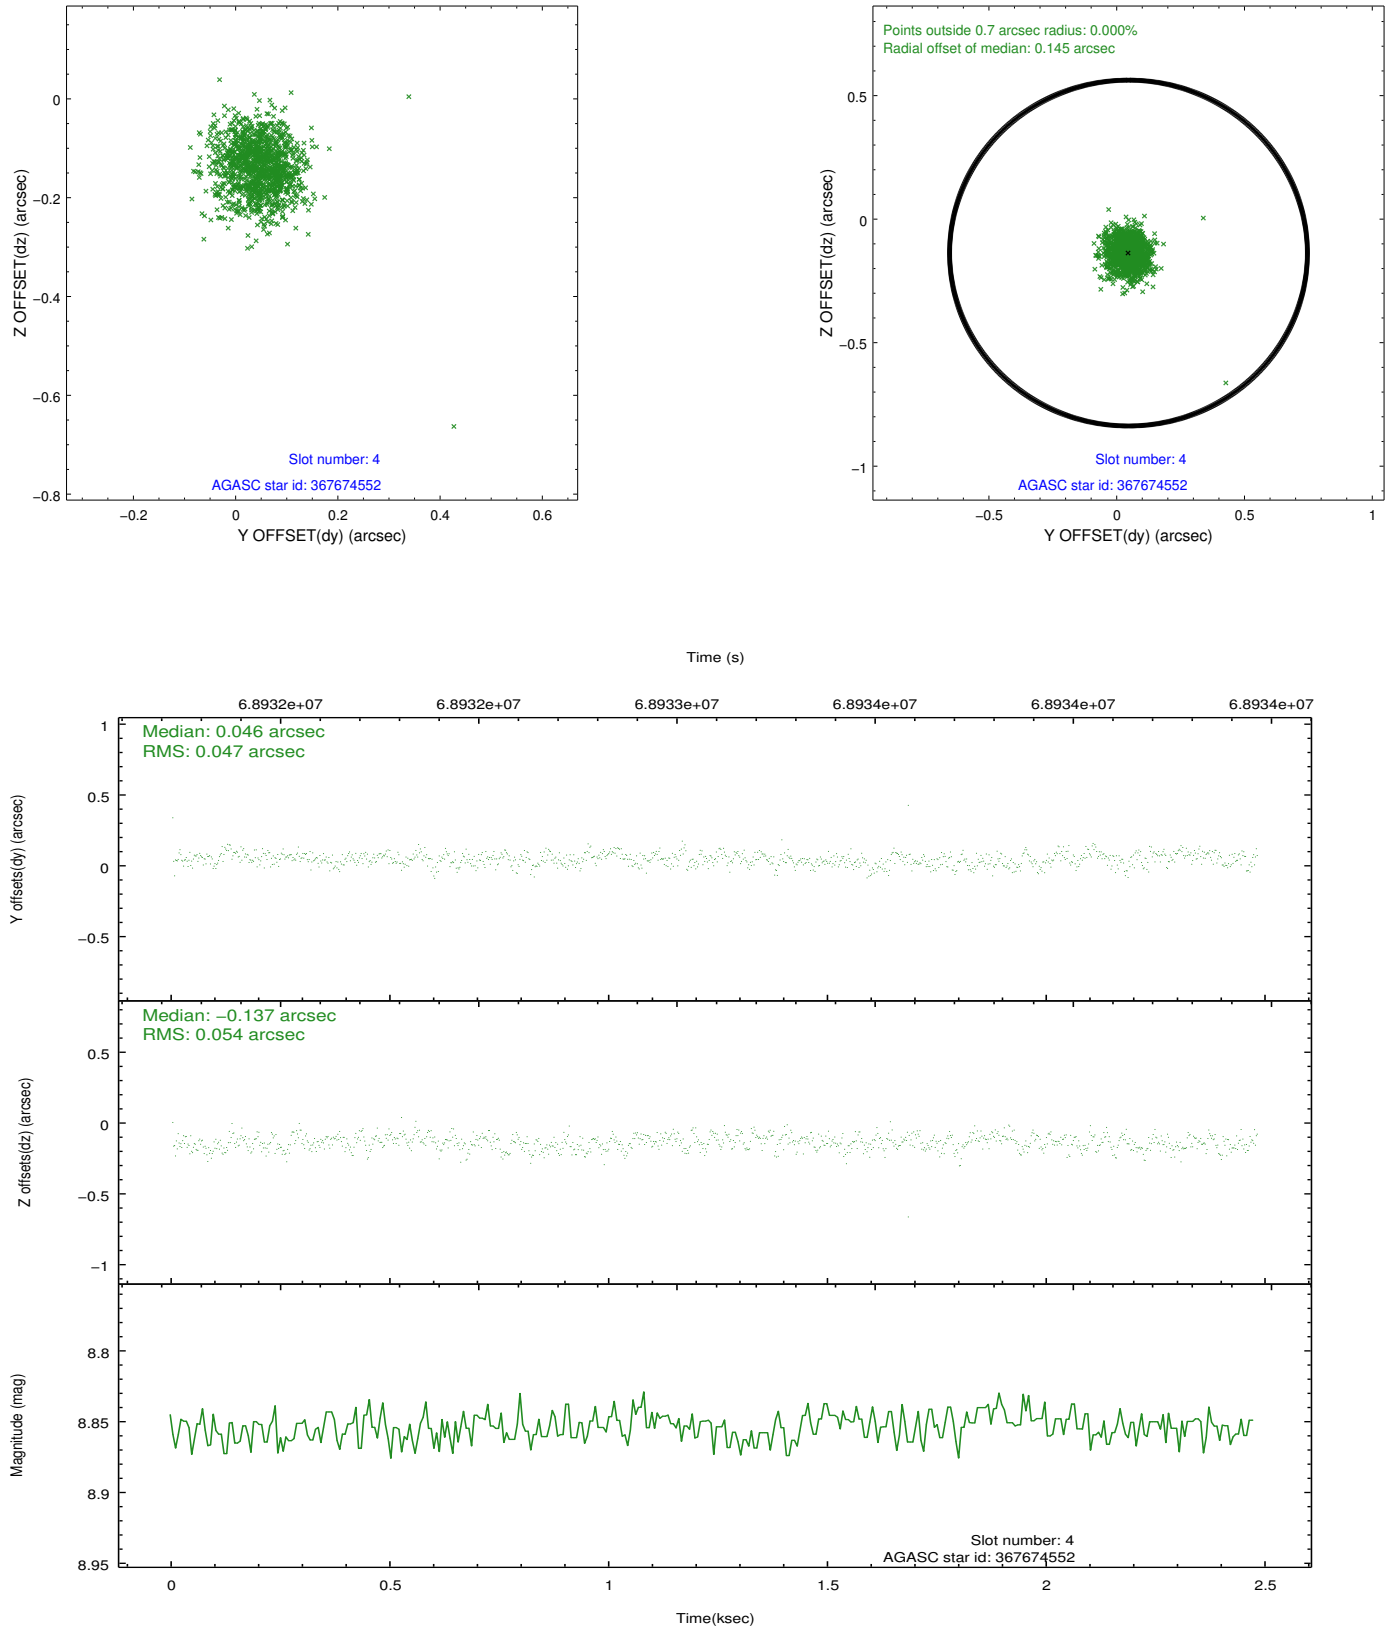 0
−0.2
−0.4
−0.6
−0.8
Z OFFSET(dz) (arcsec)
Slot number: 4
AGASC star id: 367674552
−0.2 0 0.2 0.4 0.6
Y OFFSET(dy) (arcsec)
Points outside 0.7 arcsec radius: 0.000%
Radial offset of median: 0.145 arcsec
0.5
0
−0.5
−1
Z OFFSET(dz) (arcsec)
Slot number: 4
AGASC star id: 367674552
−0.5 0 0.5 1
Y OFFSET(dy) (arcsec)
Time (s)
6.8932e+07 6.8932e+07 6.8933e+07 6.8934e+07 6.8934e+07 6.8934e+07
Median: 0.046 arcsec
RMS: 0.047 arcsec
1
0.5
0
−0.5
Y offsets(dy) (arcsec)
Median: −0.137 arcsec
RMS: 0.054 arcsec
0.5
0
−0.5
−1
Z offsets(dz) (arcsec)
8.8
8.85
8.9
8.95
Magnitude (mag)
Slot number: 4
AGASC star id: 367674552
0 0.5 1 1.5 2 2.5
Time(ksec)